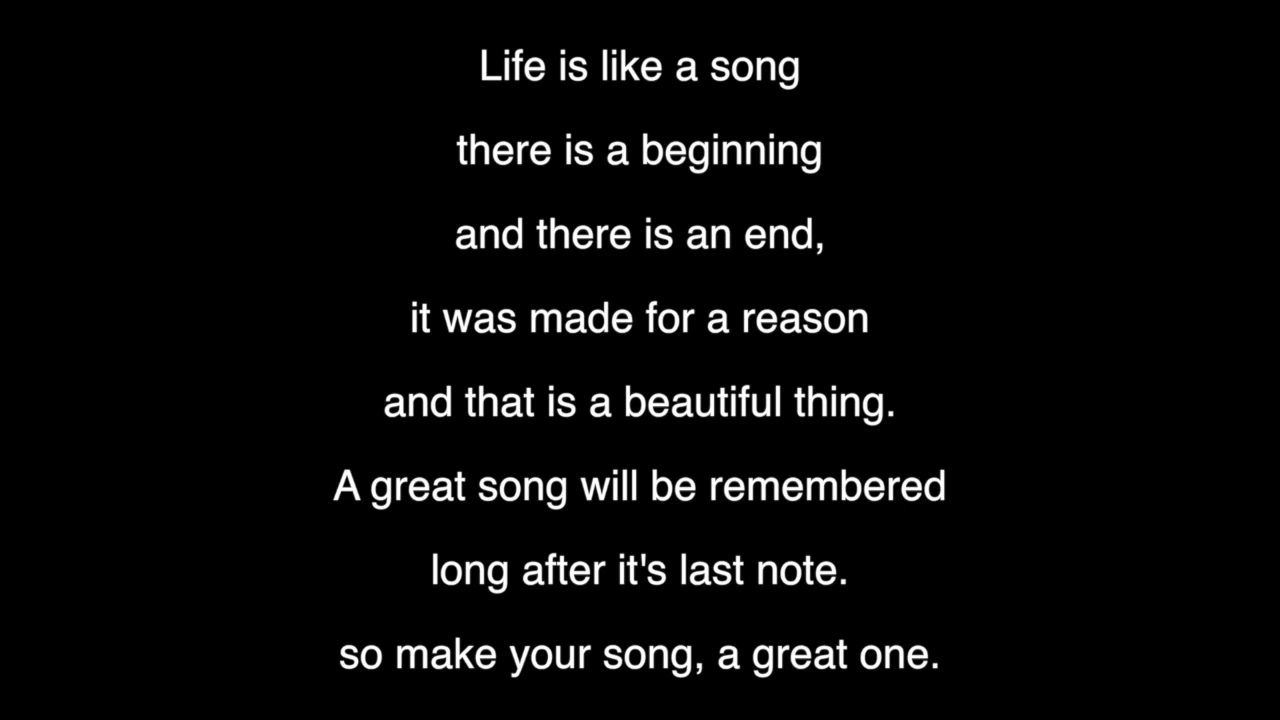 Life is like a song
there is a beginning
and there is an end,
it was made for a reason
and that is a beautiful thing.
A great song will be remembered
long after it's last note.
so make your song, a great one.